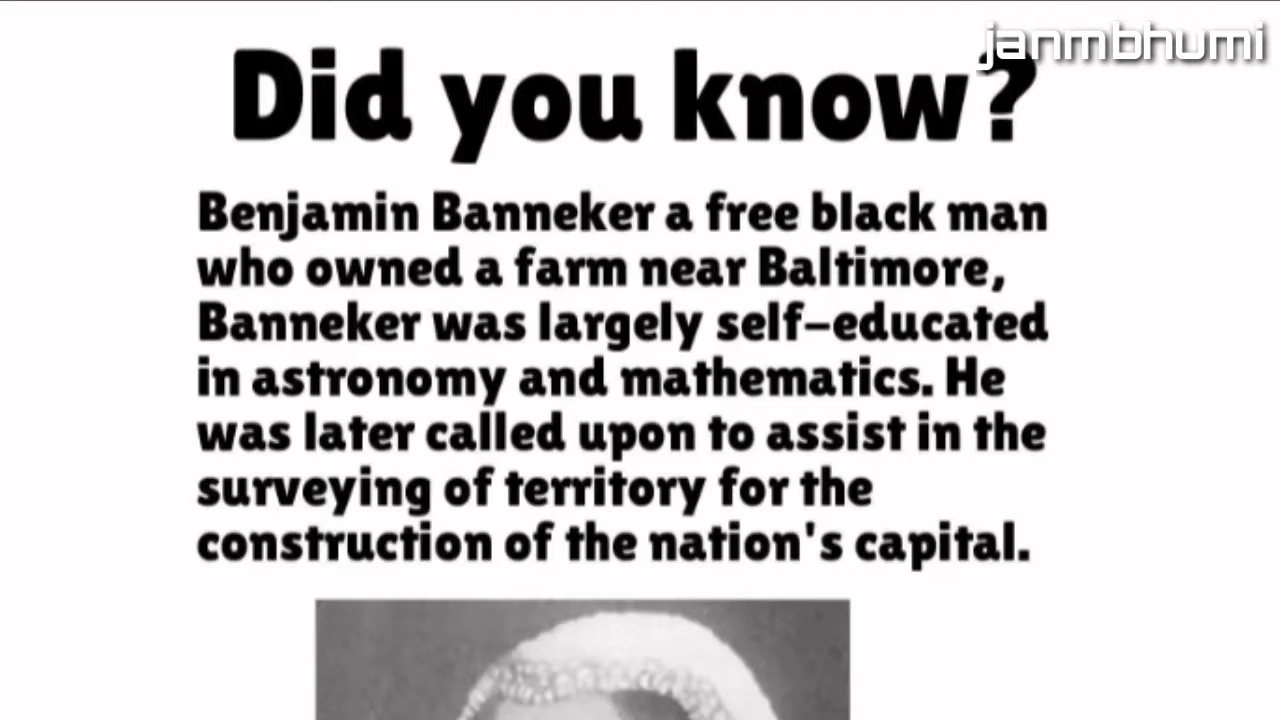 janmbhumi
Did you know?
Benjamin Banneker a free black man
who owned a farm near Baltimore,
Banneker was largely self-educated
in astronomy and mathematics. He
was later called upon to assist in the
surveying of territory for the
construction of the nation's capital.